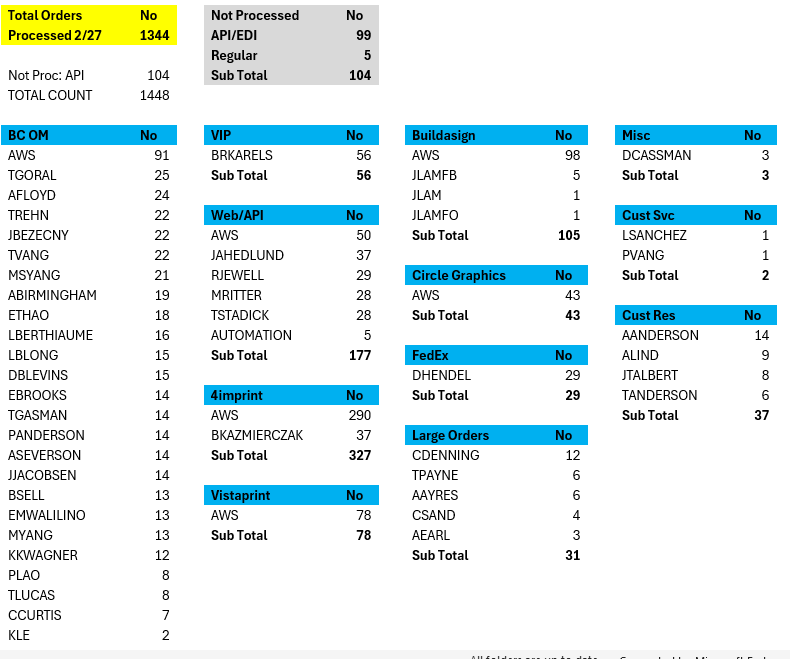 Total Orders No
Processed 2/27 1344
Not Proc: API 104
TOTAL COUNT 1448
Not Processed No
API/EDI 99
Regular 5
Sub Total 104
BC OM No
AWS 91
TGORAL 25
AFLOYD 24
TREHN 22
JBEZECNY 22
TVANG 22
MSYANG 21
ABIRMINGHAM 19
ETHAO 18
LBERTHIAUME 16
LBLONG 15
DBLEVINS 15
EBROOKS 14
TGASMAN 14
PANDERSON 14
ASEVERSON 14
JJACOBSEN 14
BSELL 13
EMWALILINO 13
MYANG 13
KKWAGNER 12
PLAO 8
TLUCAS 8
CCURTIS 7
KLE 2
VIP No
BRKARELS 56
Sub Total 56
Web/API No
AWS 50
JAHEDLUND 37
RJEWELL 29
MRITTER 28
TSTADICK 28
AUTOMATION 5
Sub Total 177
4imprint No
AWS 290
BKAZMIERCZAK 37
Sub Total 327
Vistaprint No
AWS 78
Sub Total 78
Buildasign No
AWS 98
JLAMFB 5
JLAM 1
JLAMFO 1
Sub Total 105
Circle Graphics No
AWS 43
Sub Total 43
FedEx No
DHENDEL 29
Sub Total 29
Large Orders No
CDENNING 12
TPAYNE 6
AAYRES 6
CSAND 4
AEARL 3
Sub Total 31
Misc No
DCASSMAN 3
Sub Total 3
Cust Svc No
LSANCHEZ 1
PVANG 1
Sub Total 2
Cust Res No
AANDERSON 14
ALIND 9
JTALBERT 8
TANDERSON 6
Sub Total 37